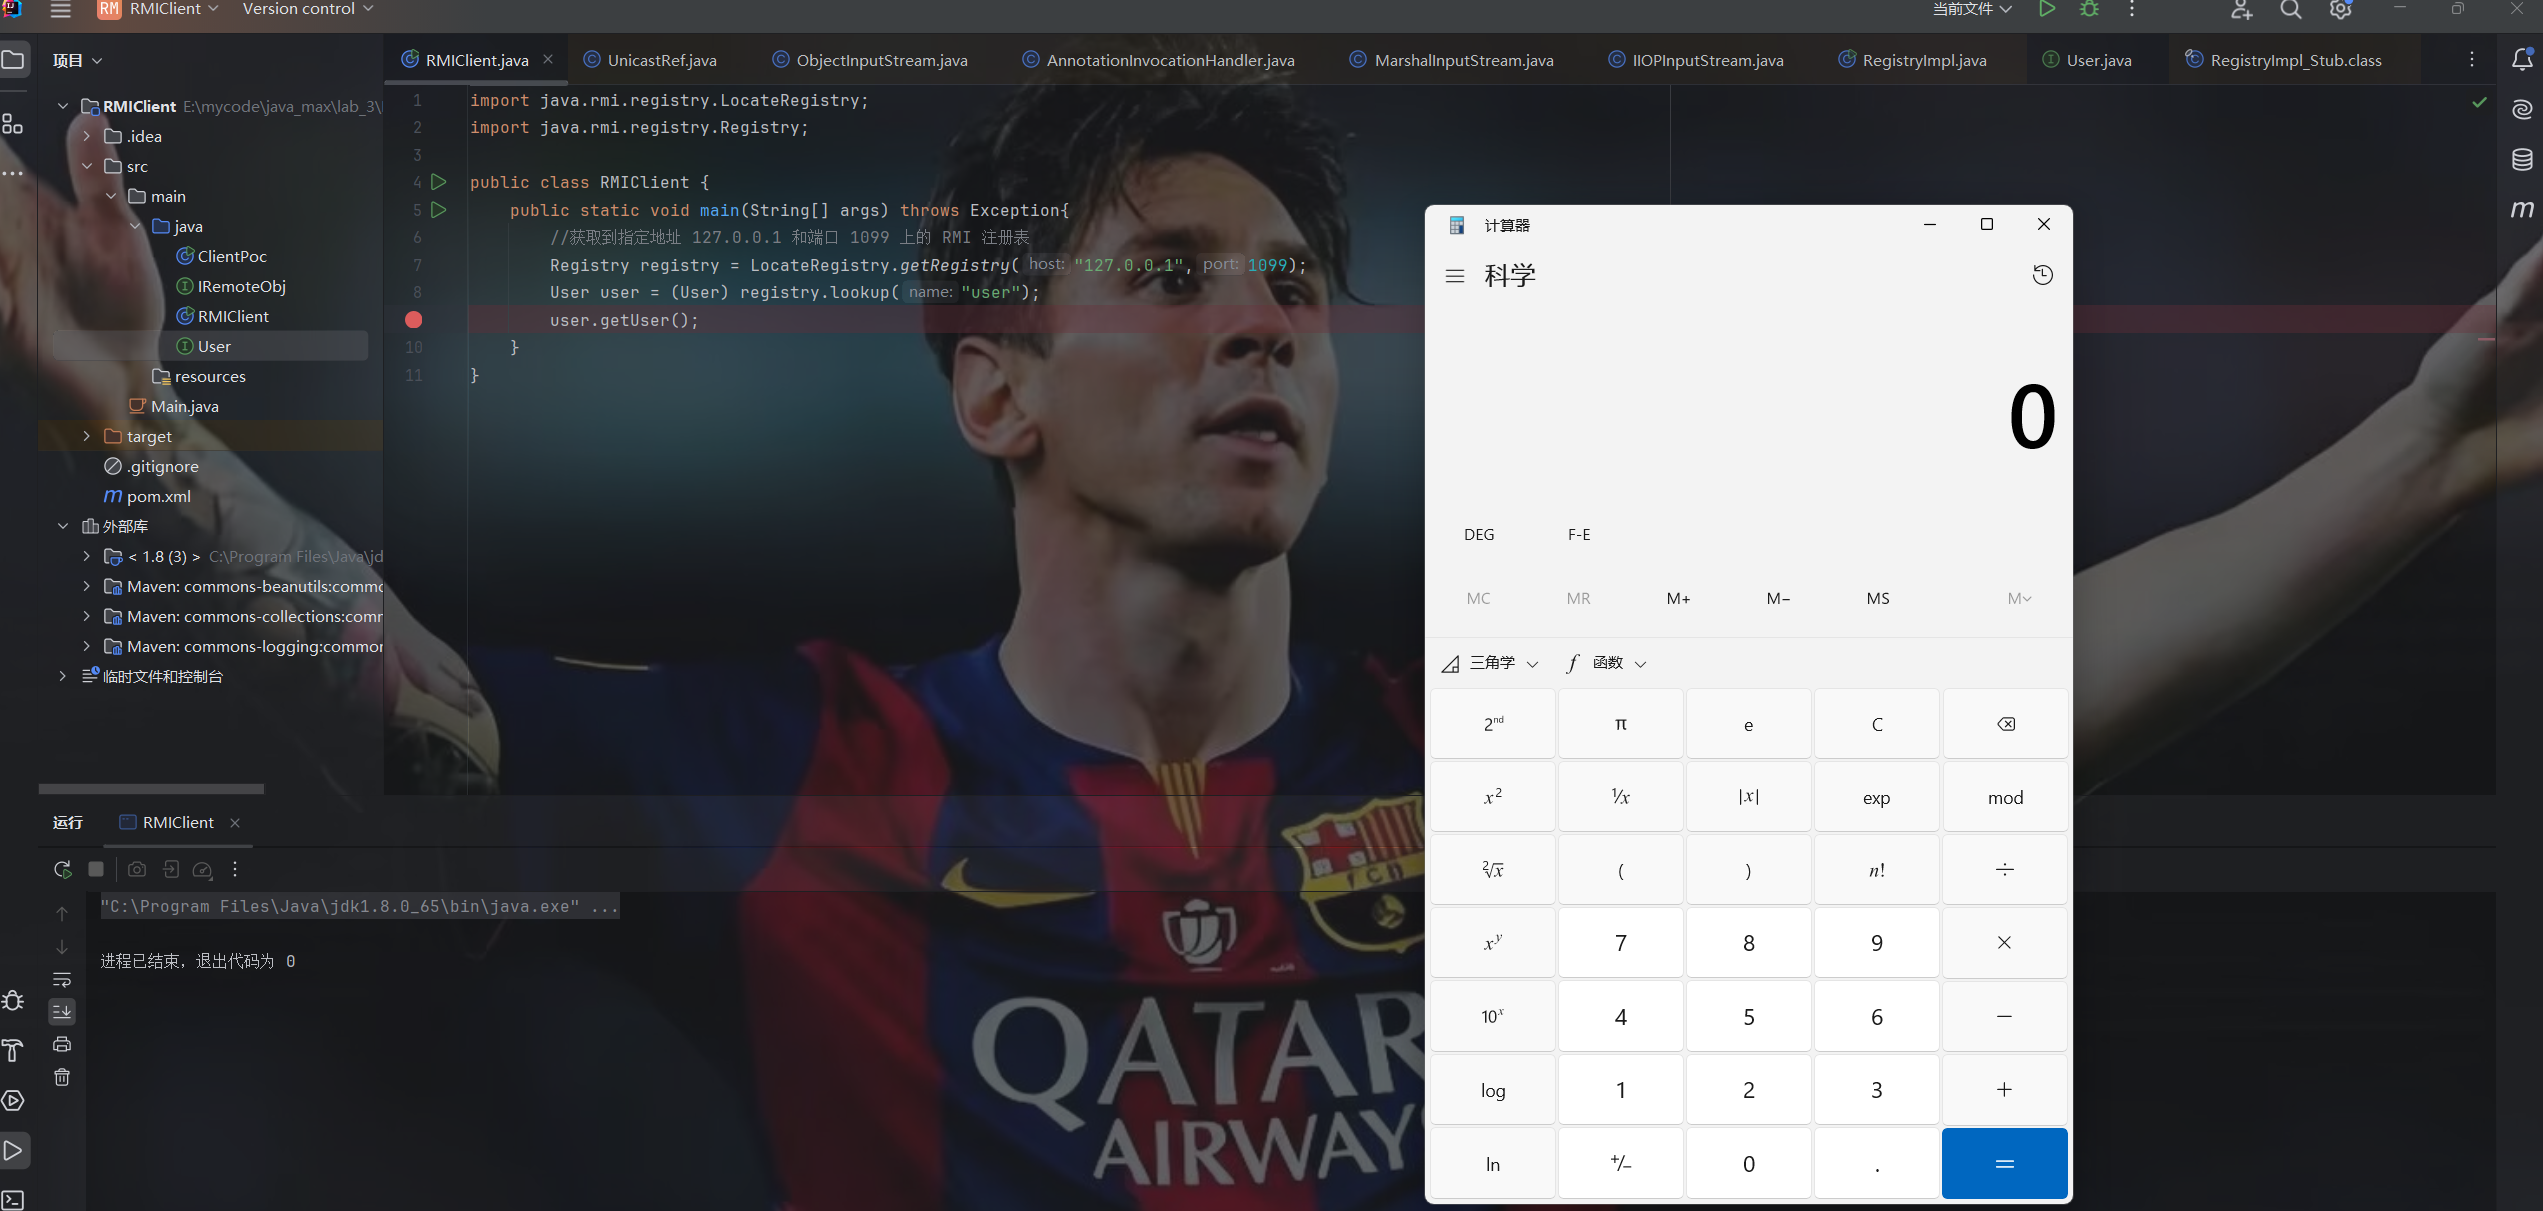 RM RMIClient Version control 当前文件
项目
RMIClient.java UnicastRef.java ObjectInputStream.java AnnotationInvocationHandler.java MarshalInputStream.java IIOPInputStream.java RegistryImpl.java User.java RegistryImpl_Stub.class
RMIClient E:\mycode\java_max\lab_3\
.idea
src
main
java
ClientPoc
IRemoteObj
RMIClient
User
resources
Main.java
target
.gitignore
pom.xml
外部库
< 1.8 (3) > C:\Program Files\Java\jd
Maven: commons-beanutils:commo
Maven: commons-collections:comm
Maven: commons-logging:common
临时文件和控制台
1 import java.rmi.registry.LocateRegistry;
2 import java.rmi.registry.Registry;
3
4 public class RMIClient {
5 public static void main(String[] args) throws Exception{
6 //获取到指定地址 127.0.0.1 和端口 1099 上的 RMI 注册表
7 Registry registry = LocateRegistry.getRegistry( host: "127.0.0.1", port: 1099);
8 User user = (User) registry.lookup( name: "user");
user.getUser();
10 }
11 }
运行 RMIClient
"C:\Program Files\Java\jdk1.8.0_65\bin\java.exe" ...
进程已结束，退出代码为 0
计算器
科学
0
DEG F-E
MC MR M+ M− MS M
三角学 f 函数
2nd π e C
x² ¹/x |x| exp mod
²√x ( ) n! ÷
xʸ 7 8 9 ×
10ˣ 4 5 6 −
log 1 2 3 +
ln +/− 0 . =
FCB
QATAR
AIRWAYS